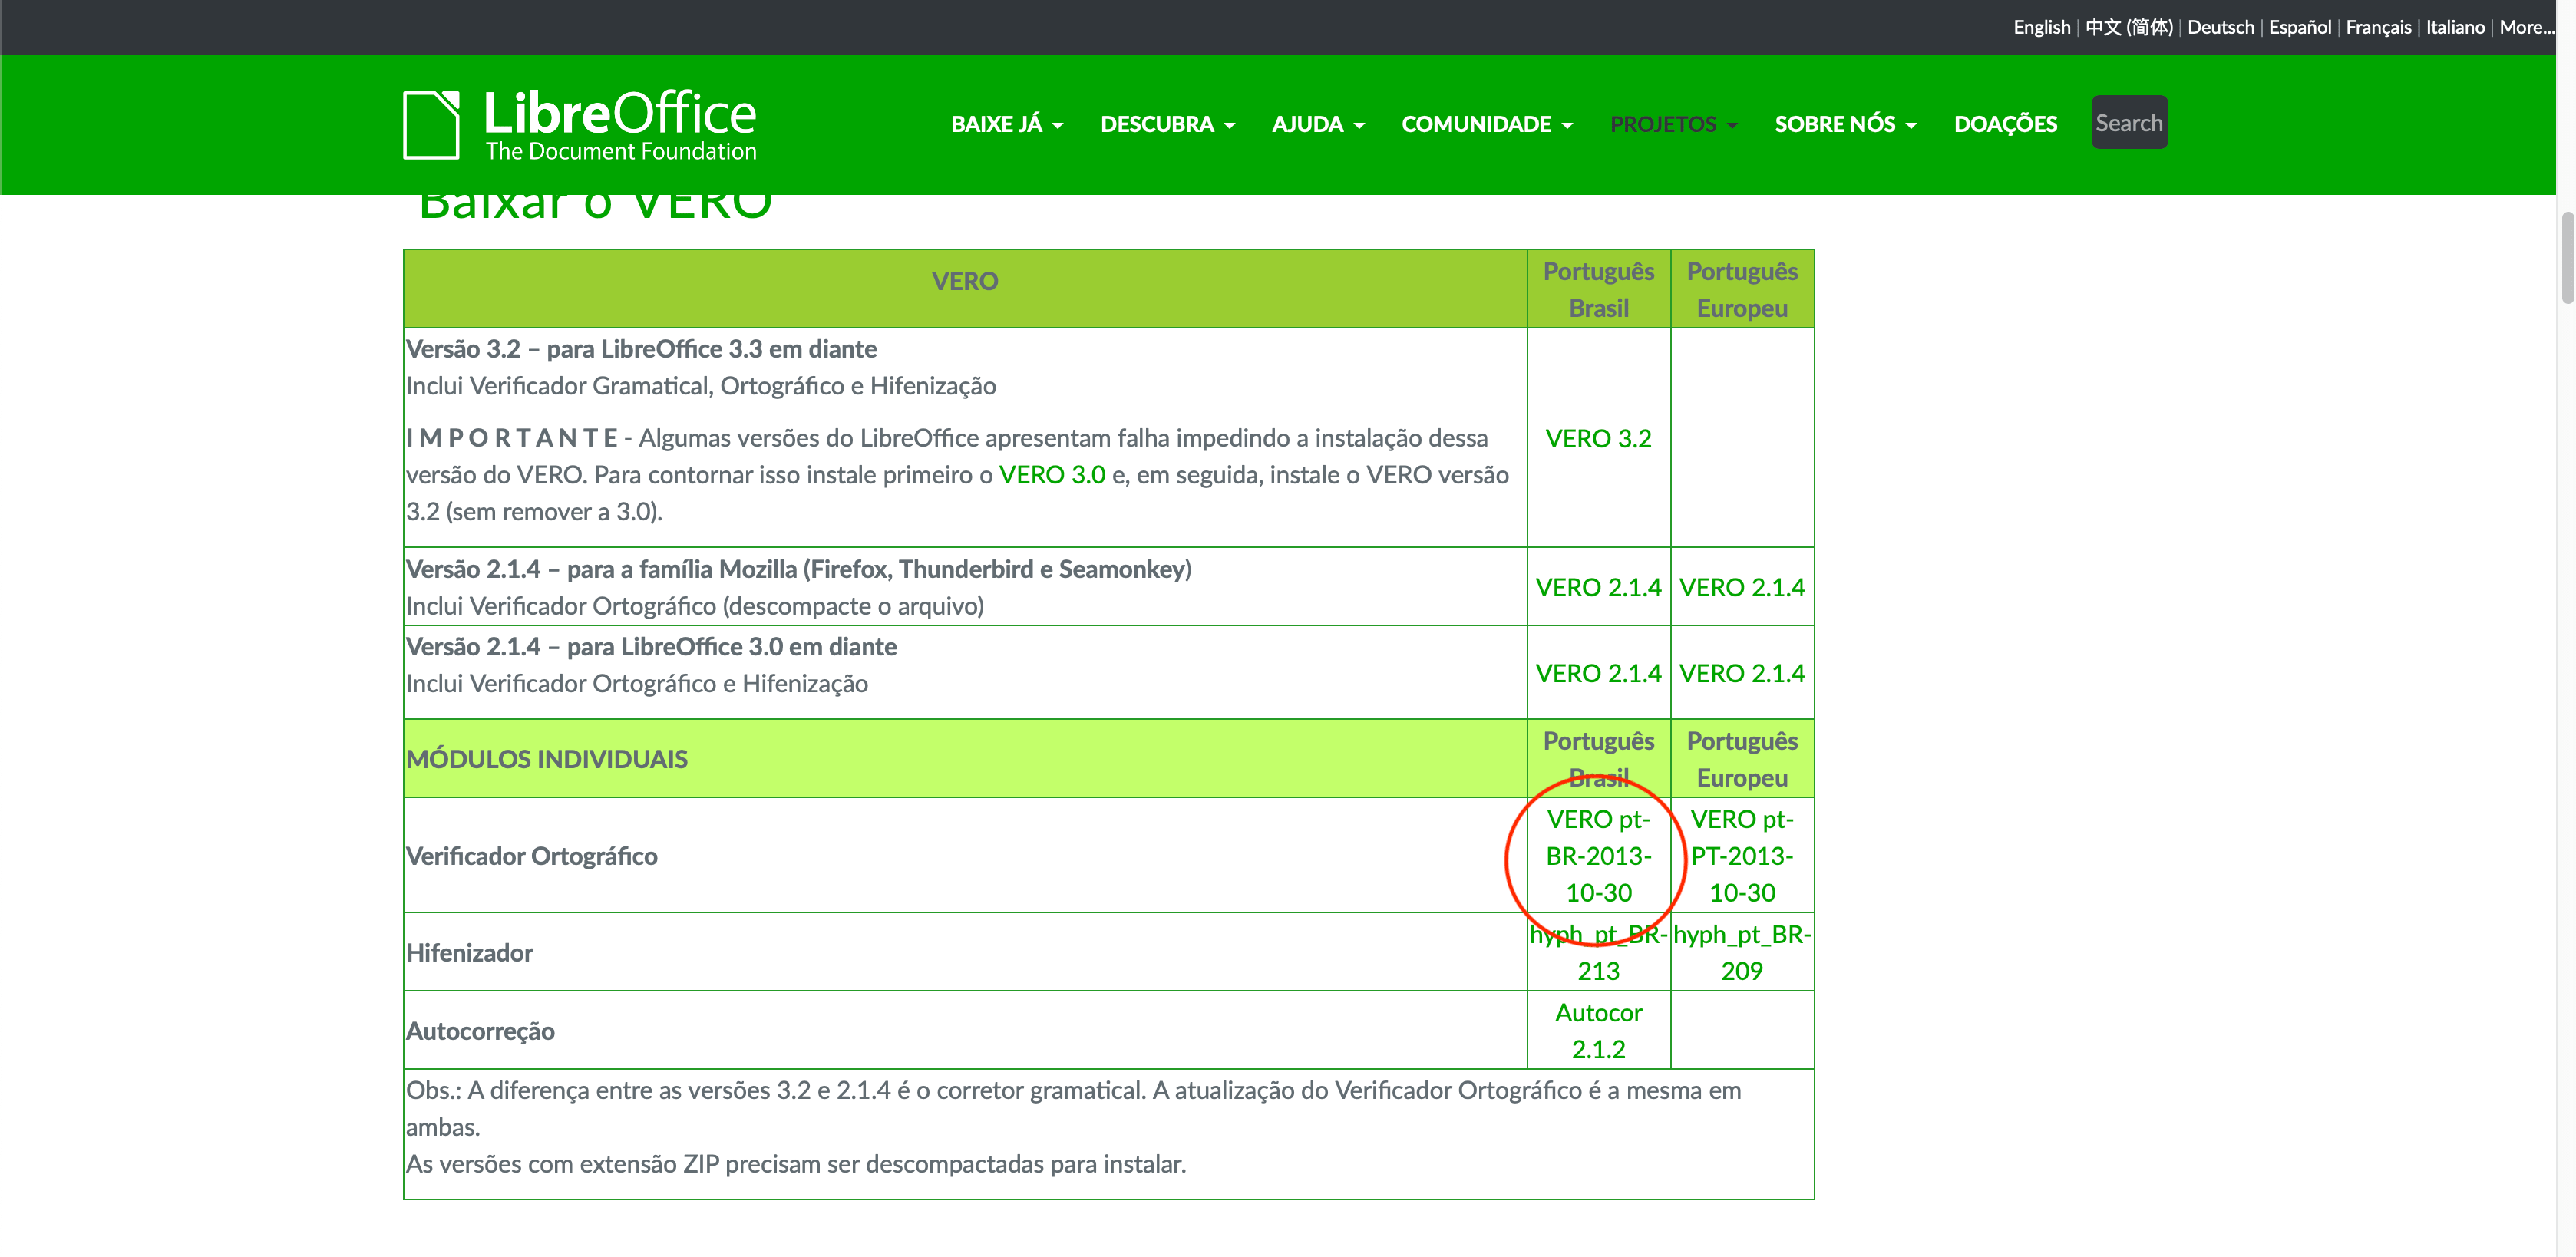 English | 中文 (简体) | Deutsch | Español | Français | Italiano | More...
LibreOffice
The Document Foundation
BAIXE JÁ DESCUBRA AJUDA COMUNIDADE PROJETOS SOBRE NÓS DOAÇÕES Search
Baixar o VERO
VERO
Português
Brasil
Português
Europeu
Versão 3.2 – para LibreOffice 3.3 em diante
Inclui Verificador Gramatical, Ortográfico e Hifenização
I M P O R T A N T E - Algumas versões do LibreOffice apresentam falha impedindo a instalação dessa
versão do VERO. Para contornar isso instale primeiro o VERO 3.0 e, em seguida, instale o VERO versão
3.2 (sem remover a 3.0).
VERO 3.2
Versão 2.1.4 – para a família Mozilla (Firefox, Thunderbird e Seamonkey)
Inclui Verificador Ortográfico (descompacte o arquivo)
VERO 2.1.4
VERO 2.1.4
Versão 2.1.4 – para LibreOffice 3.0 em diante
Inclui Verificador Ortográfico e Hifenização
VERO 2.1.4
VERO 2.1.4
MÓDULOS INDIVIDUAIS
Português
Brasil
Português
Europeu
Verificador Ortográfico
VERO pt-
BR-2013-
10-30
VERO pt-
PT-2013-
10-30
Hifenizador
hyph_pt_BR-
213
hyph_pt_BR-
209
Autocorreção
Autocor
2.1.2
Obs.: A diferença entre as versões 3.2 e 2.1.4 é o corretor gramatical. A atualização do Verificador Ortográfico é a mesma em
ambas.
As versões com extensão ZIP precisam ser descompactadas para instalar.